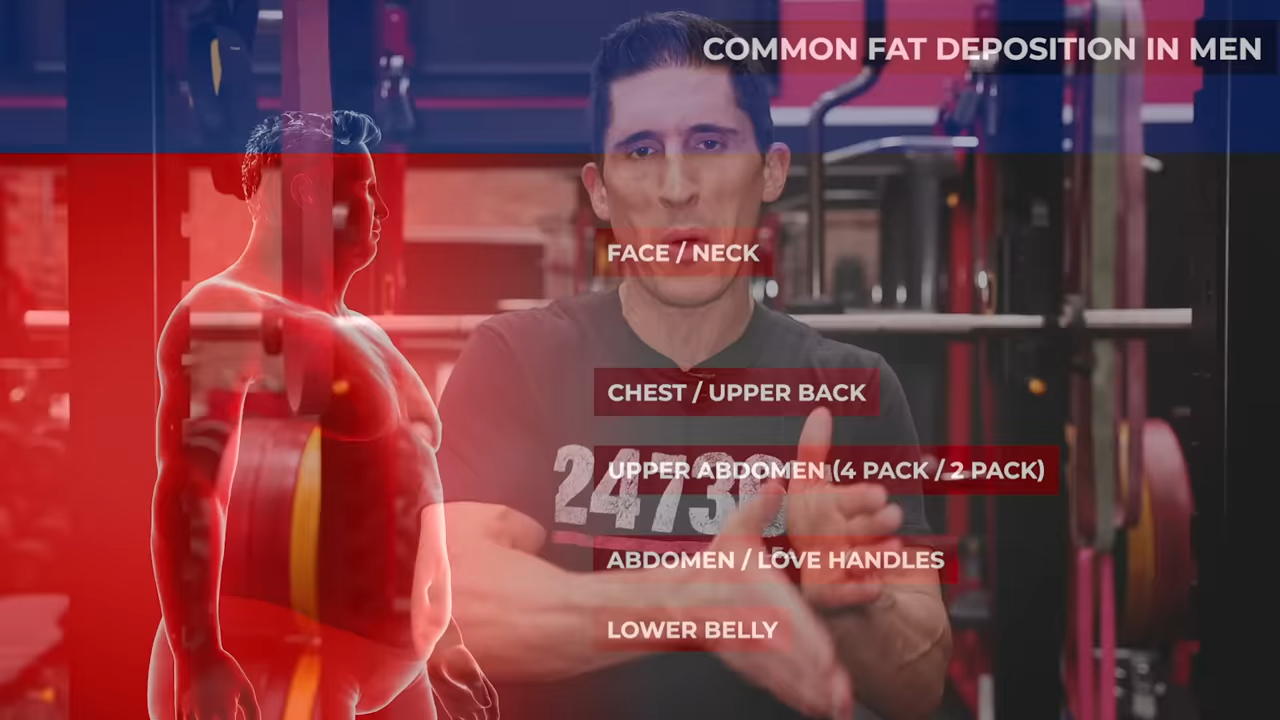 COMMON FAT DEPOSITION IN MEN
FACE / NECK
CHEST / UPPER BACK
UPPER ABDOMEN (4 PACK / 2 PACK)
ABDOMEN / LOVE HANDLES
LOWER BELLY